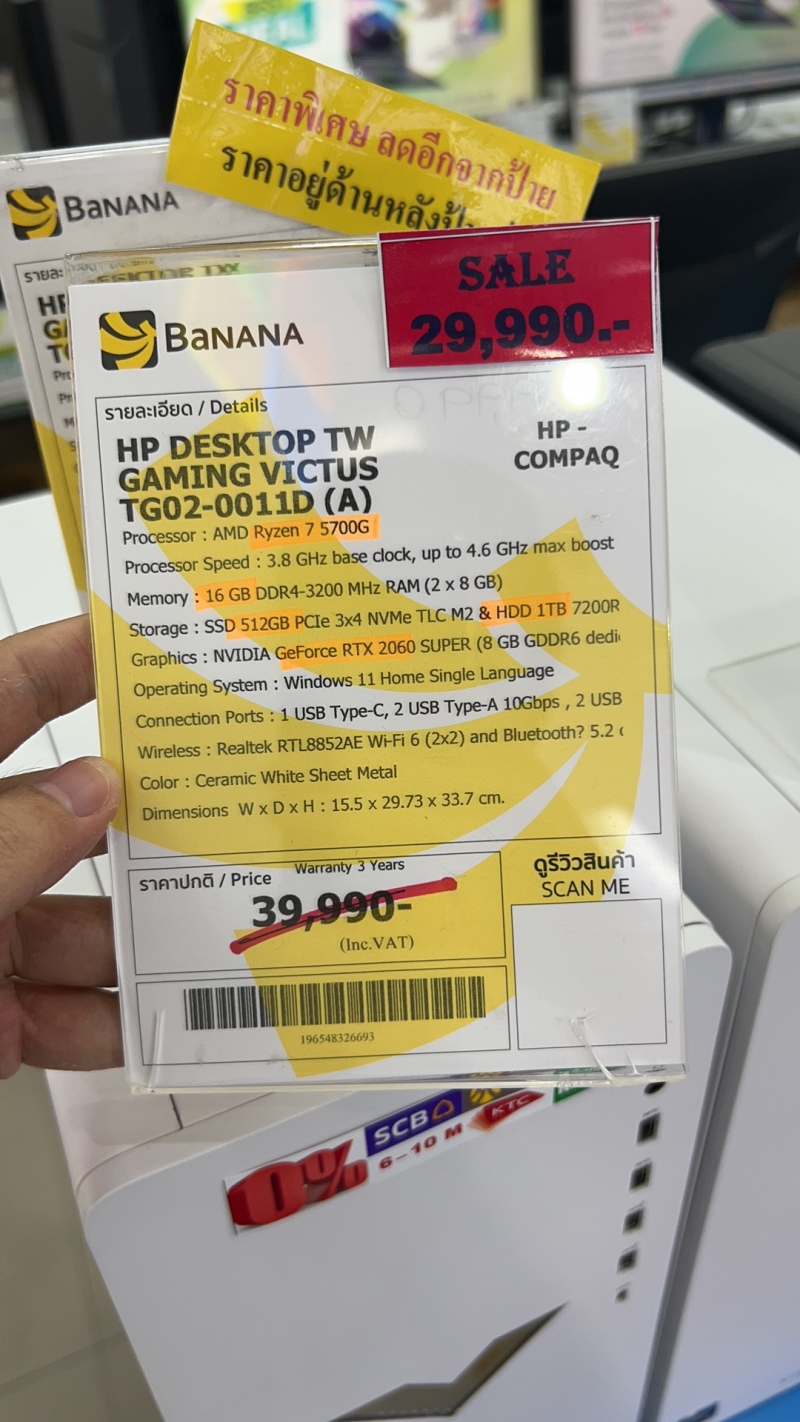 ราคาพิเศษ ลดอีกจากป้าย
ราคาอยู่ด้านหลัง
BaNANA
SALE
29,990.-
BaNANA
รายละเอียด / Details
HP DESKTOP TW
GAMING VICTUS
TG02-0011D (A)
HP -
COMPAQ
Processor : AMD Ryzen 7 5700G
Processor Speed : 3.8 GHz base clock, up to 4.6 GHz max boost
Memory : 16 GB DDR4-3200 MHz RAM (2 x 8 GB)
Storage : SSD 512GB PCIe 3x4 NVMe TLC M2 & HDD 1TB 7200R
Graphics : NVIDIA GeForce RTX 2060 SUPER (8 GB GDDR6 dedi
Operating System : Windows 11 Home Single Language
Connection Ports : 1 USB Type-C, 2 USB Type-A 10Gbps , 2 USB
Wireless : Realtek RTL8852AE Wi-Fi 6 (2x2) and Bluetooth? 5.2
Color : Ceramic White Sheet Metal
Dimensions W x D x H : 15.5 x 29.73 x 33.7 cm.
ราคาปกติ / Price
Warranty 3 Years
39,990-
(Inc.VAT)
ดูรีวิวสินค้า
SCAN ME
196548326693
0%
SCB
KTC
6-10 M